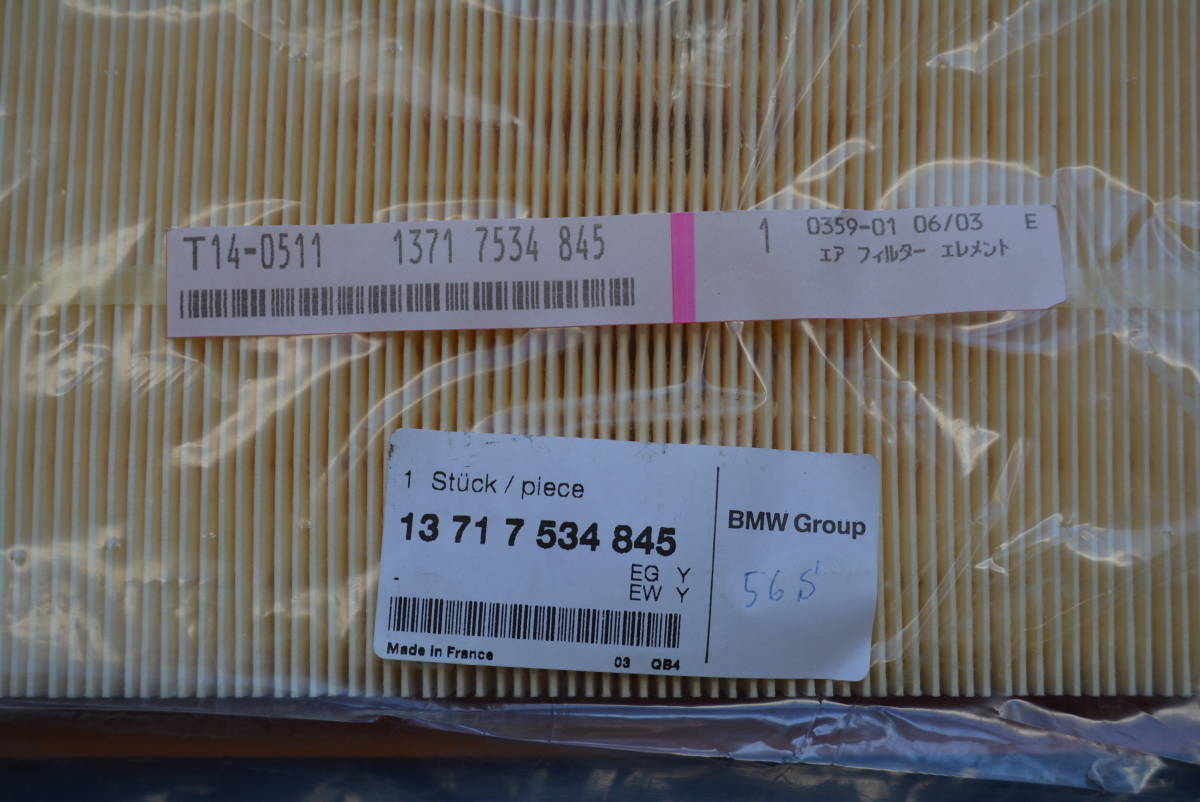 T14-0511 1371 7534 845 1 0359-01 06/03 E
エア フィルター エレメント
1 Stück / piece
13 71 7 534 845
EG Y
EW Y
Made in France 03 QB4
BMW Group